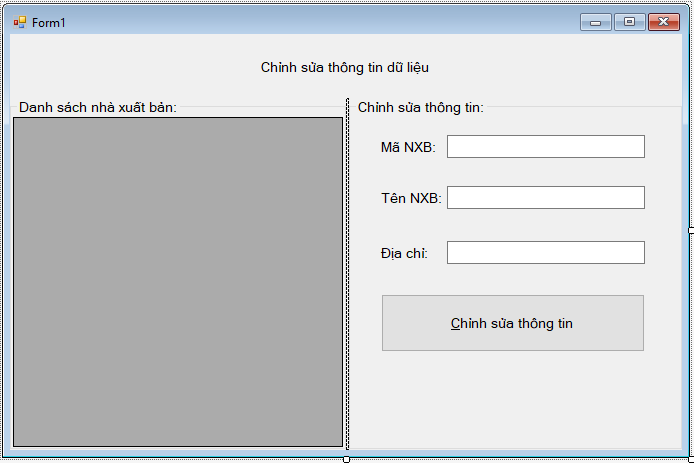 Form1
Chỉnh sửa thông tin dữ liệu
Danh sách nhà xuất bản:
Chỉnh sửa thông tin:
Mã NXB:
Tên NXB:
Địa chỉ:
Chỉnh sửa thông tin